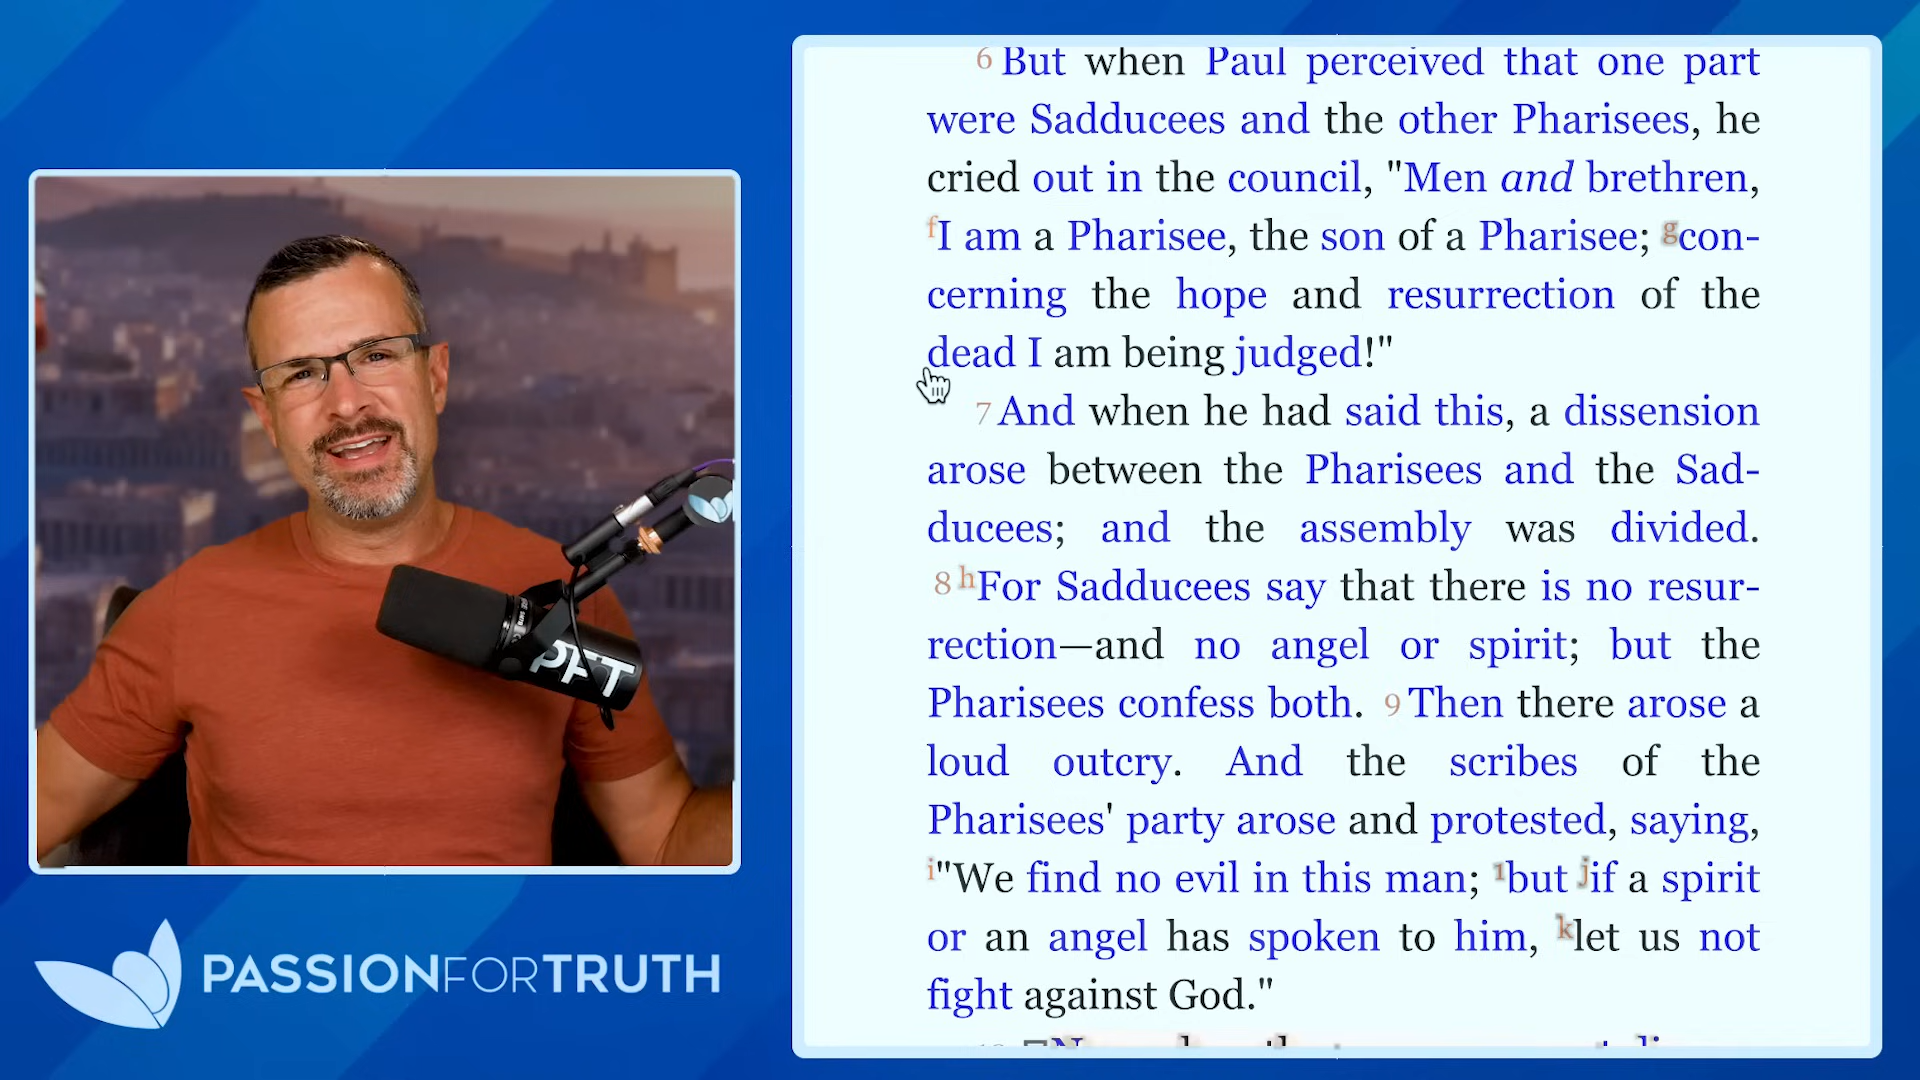 6 But when Paul perceived that one part
were Sadducees and the other Pharisees, he
cried out in the council, "Men and brethren,
f I am a Pharisee, the son of a Pharisee; g con-
cerning the hope and resurrection of the
dead I am being judged!"
7 And when he had said this, a dissension
arose between the Pharisees and the Sad-
ducees; and the assembly was divided.
8 h For Sadducees say that there is no resur-
rection—and no angel or spirit; but the
Pharisees confess both. 9 Then there arose a
loud outcry. And the scribes of the
Pharisees' party arose and protested, saying,
i "We find no evil in this man; 1 but j if a spirit
or an angel has spoken to him, k let us not
fight against God."
PFT
PASSIONFORTRUTH